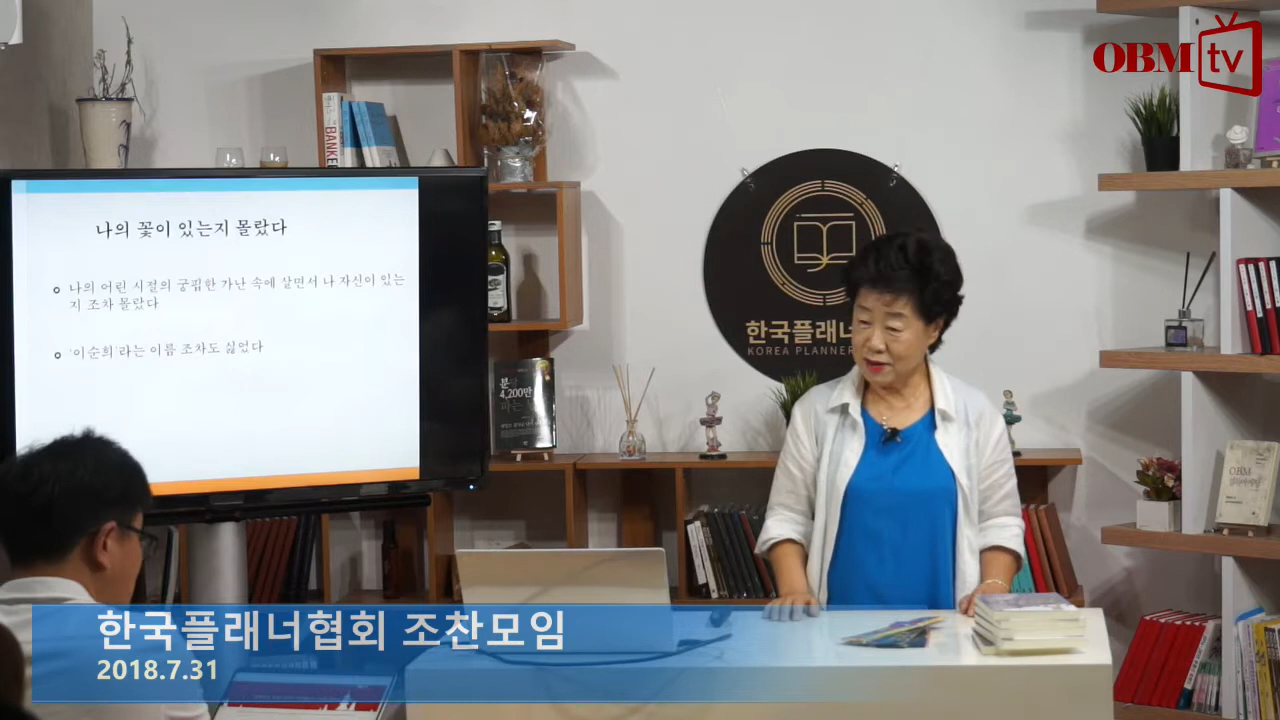 OBM tv
나의 꽃이 있는지 몰랐다
나의 어린 시절의 궁핍한 가난 속에 살면서 나 자신이 있는
지 조차 몰랐다
'이순희'라는 이름 조차도 싫었다
BANKER
4,200만
한국플래너
KOREA PLANNER
OBM
한국플래너협회 조찬모임
2018.7.31